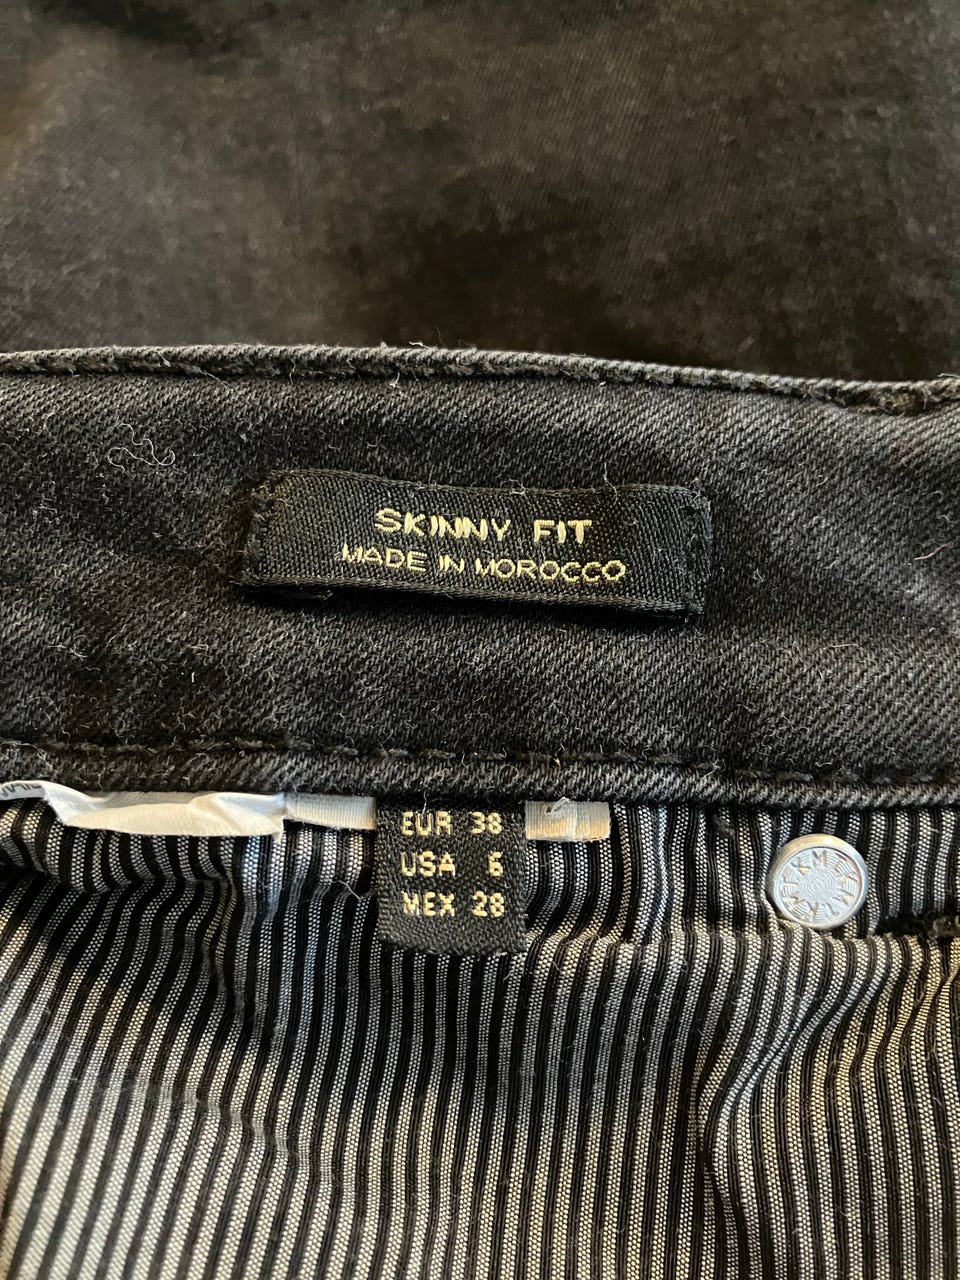 SKINNY FIT
MADE IN MOROCCO
EUR 38
USA 6
MEX 28